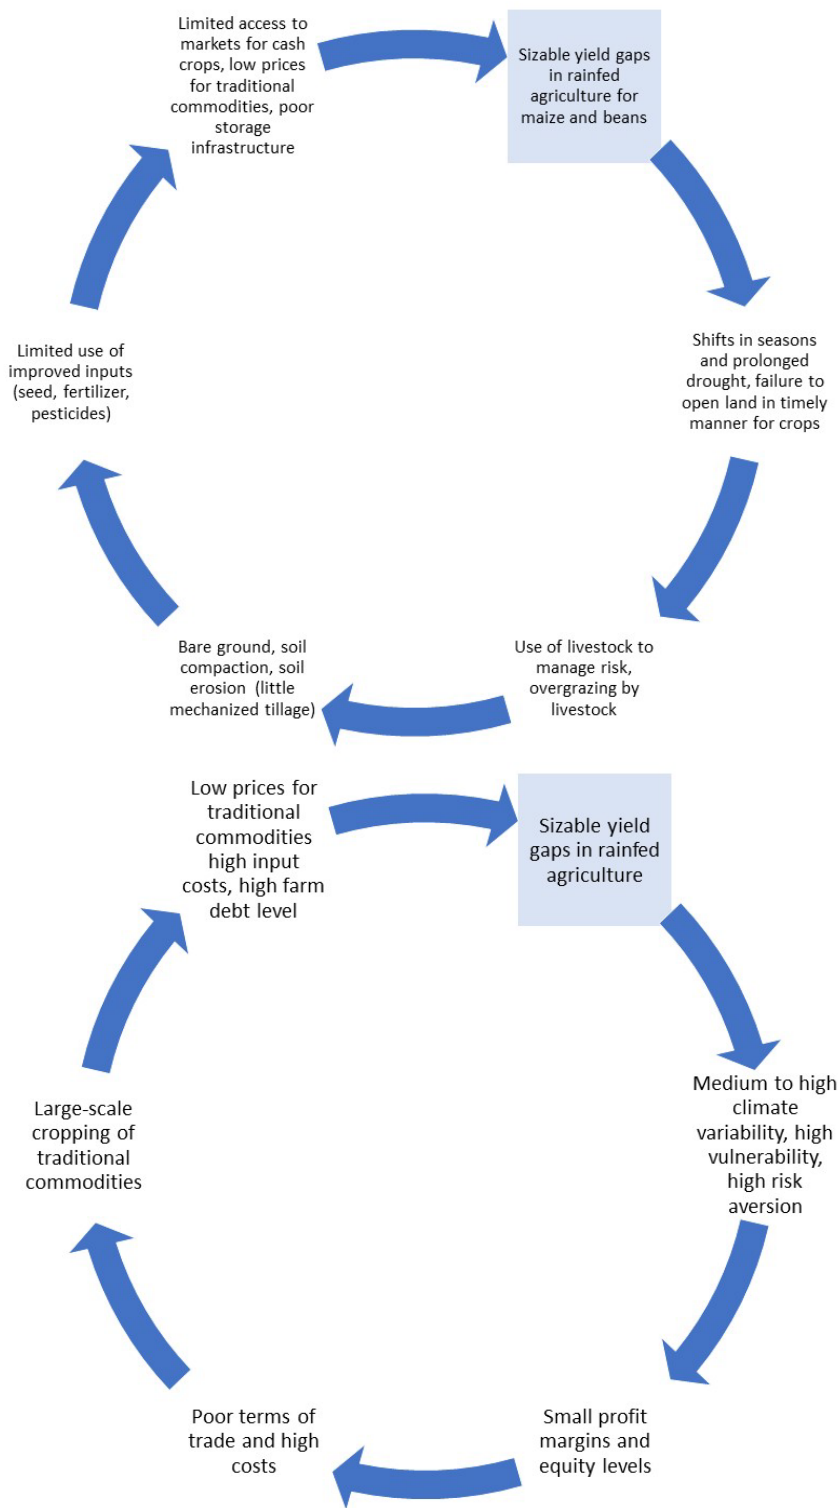 Limited access to
markets for cash
crops, low prices
for traditional
commodities, poor
storage
infrastructure
Sizable yield gaps
in rainfed
agriculture for
maize and beans
Shifts in seasons
and prolonged
drought, failure to
open land in timely
manner for crops
Use of livestock to
manage risk,
overgrazing by
livestock
Bare ground, soil
compaction, soil
erosion (little
mechanized tillage)
Limited use of
improved inputs
(seed, fertilizer,
pesticides)
Low prices for
traditional
commodities
high input
costs, high farm
debt level
Sizable yield
gaps in rainfed
agriculture
Medium to high
climate
variability, high
vulnerability,
high risk
aversion
Small profit
margins and
equity levels
Poor terms of
trade and high
costs
Large-scale
cropping of
traditional
commodities